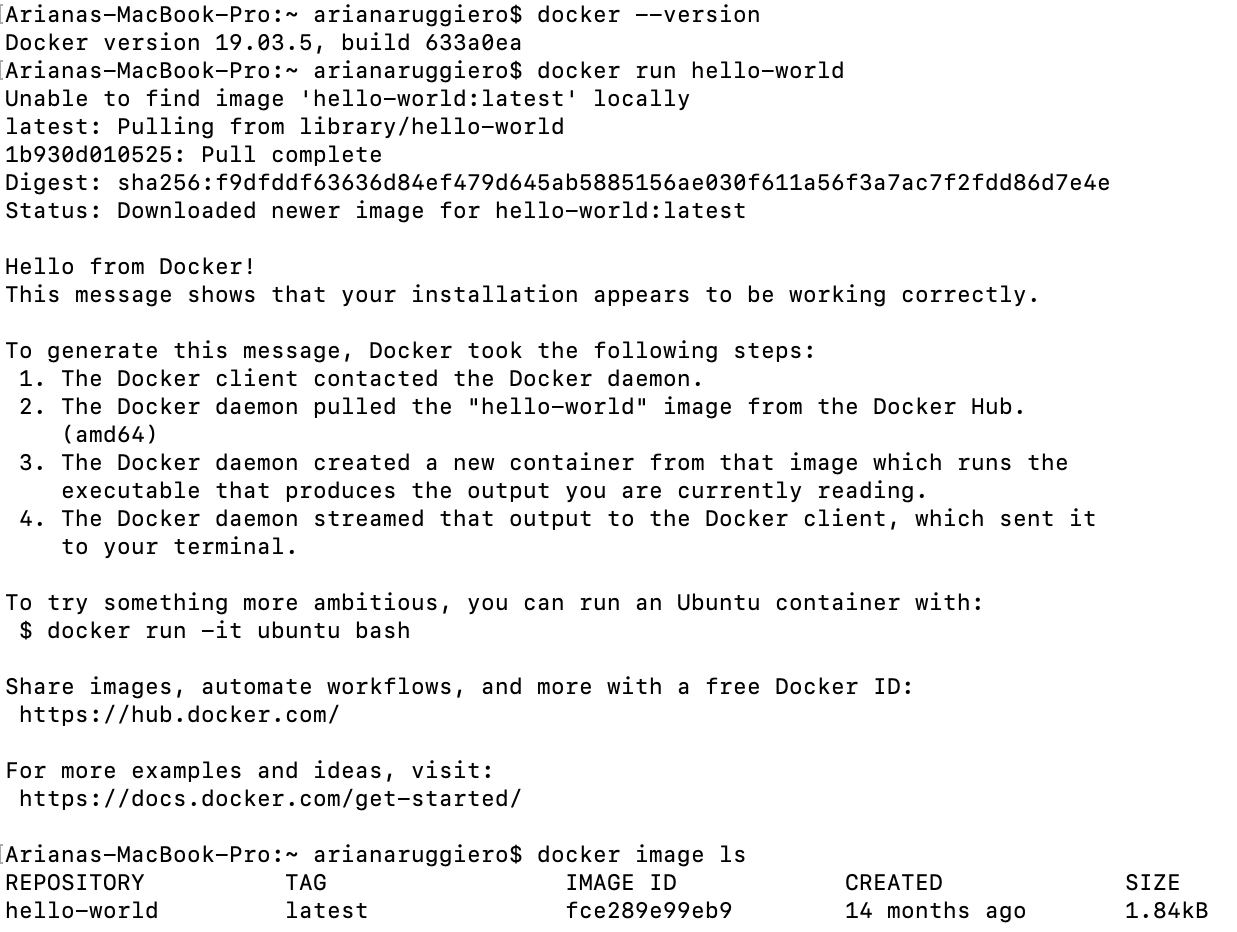 Arianas-MacBook-Pro:~ arianaruggiero$ docker --version
Docker version 19.03.5, build 633a0ea
Arianas-MacBook-Pro:~ arianaruggiero$ docker run hello-world
Unable to find image 'hello-world:latest' locally
latest: Pulling from library/hello-world
1b930d010525: Pull complete
Digest: sha256:f9dfddf63636d84ef479d645ab5885156ae030f611a56f3a7ac7f2fdd86d7e4e
Status: Downloaded newer image for hello-world:latest

Hello from Docker!
This message shows that your installation appears to be working correctly.

To generate this message, Docker took the following steps:
 1. The Docker client contacted the Docker daemon.
 2. The Docker daemon pulled the "hello-world" image from the Docker Hub.
    (amd64)
 3. The Docker daemon created a new container from that image which runs the
    executable that produces the output you are currently reading.
 4. The Docker daemon streamed that output to the Docker client, which sent it
    to your terminal.

To try something more ambitious, you can run an Ubuntu container with:
 $ docker run -it ubuntu bash

Share images, automate workflows, and more with a free Docker ID:
 https://hub.docker.com/

For more examples and ideas, visit:
 https://docs.docker.com/get-started/

Arianas-MacBook-Pro:~ arianaruggiero$ docker image ls
REPOSITORY          TAG                 IMAGE ID            CREATED             SIZE
hello-world         latest              fce289e99eb9        14 months ago       1.84kB